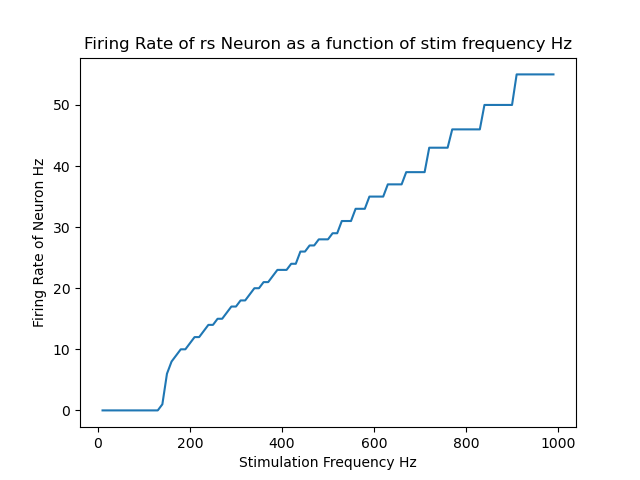 Firing Rate of rs Neuron as a function of stim frequency Hz
Firing Rate of Neuron Hz
50
40
30
20
10
0
0 200 400 600 800 1000
Stimulation Frequency Hz